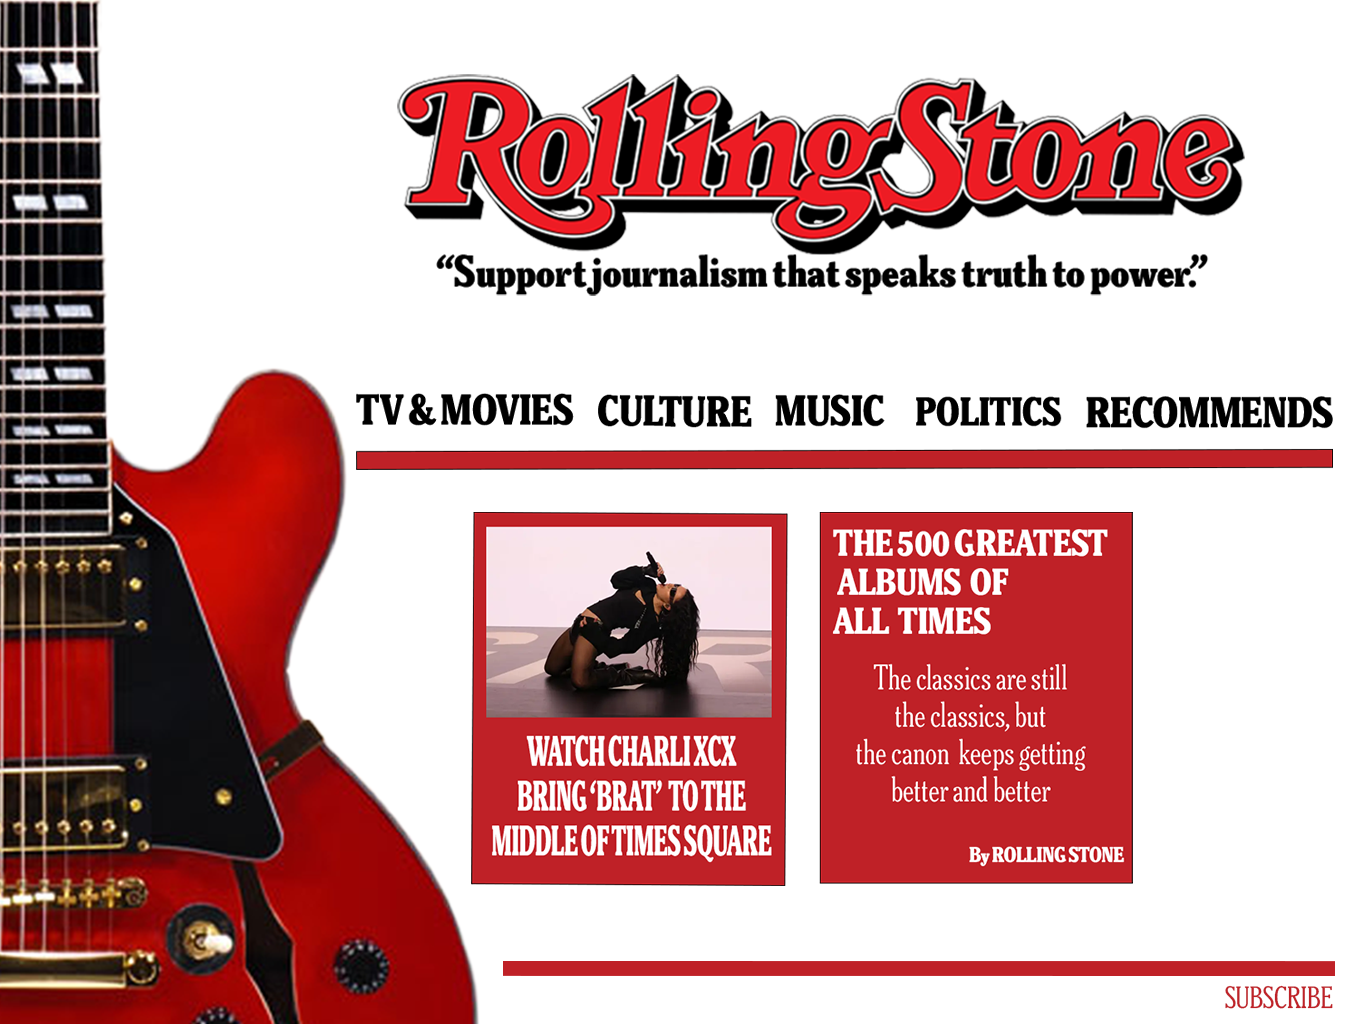 RollingStone
“Support journalism that speaks truth to power.”
TV & MOVIES CULTURE MUSIC POLITICS RECOMMENDS
WATCH CHARLI XCX
BRING ‘BRAT’ TO THE
MIDDLE OF TIMES SQUARE
THE 500 GREATEST
ALBUMS OF
ALL TIMES
The classics are still
the classics, but
the canon keeps getting
better and better
By ROLLING STONE
SUBSCRIBE